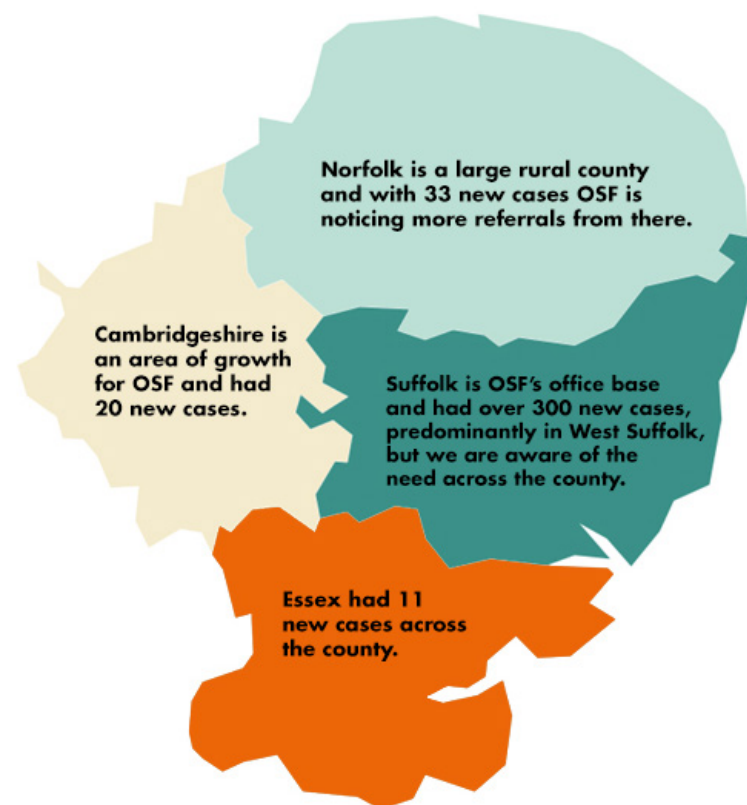 Norfolk is a large rural county
and with 33 new cases OSF is
noticing more referrals from there.
Cambridgeshire is
an area of growth
for OSF and had
20 new cases.
Suffolk is OSF’s office base
and had over 300 new cases,
predominantly in West Suffolk,
but we are aware of the
need across the county.
Essex had 11
new cases across
the county.